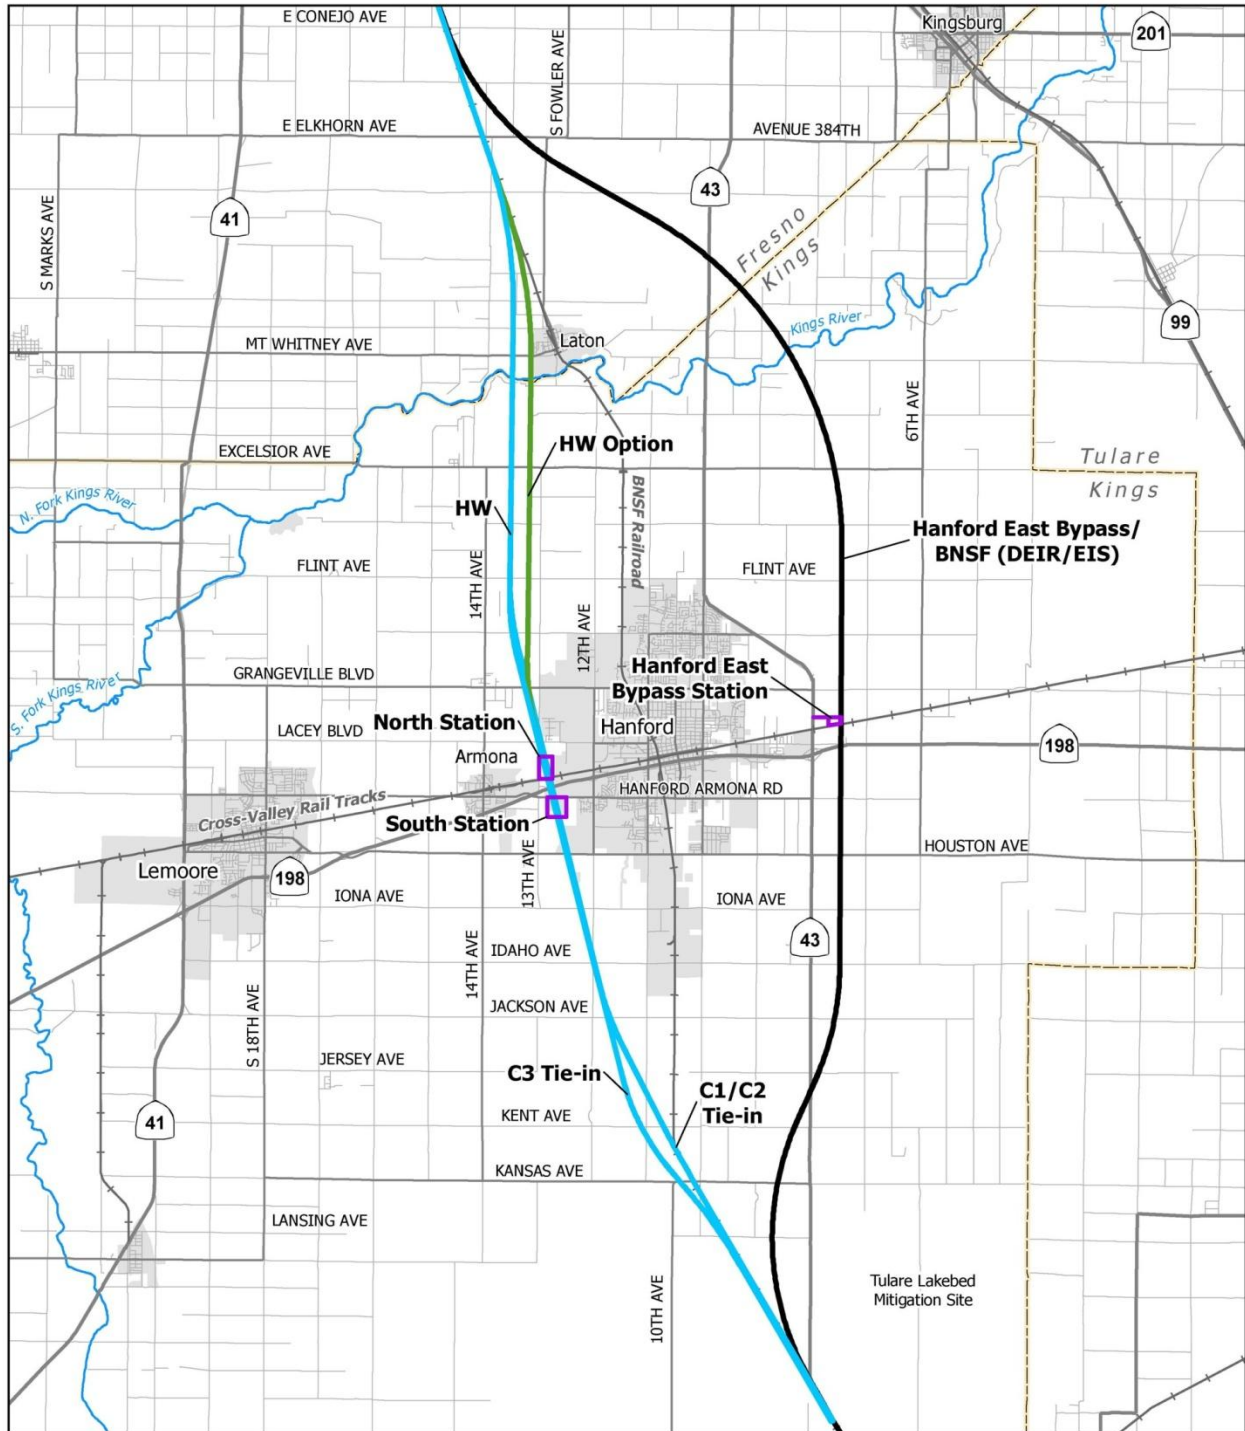 E CONEJO AVE
Kingsburg
201
S FOWLER AVE
E ELKHORN AVE
AVENUE 384TH
43
41
S MARKS AVE
Fresno
Kings
Kings River
99
MT WHITNEY AVE
Laton
6TH AVE
EXCELSIOR AVE
HW Option
Tulare
Kings
N. Fork Kings River
HW
BNSF Railroad
Hanford East Bypass/
BNSF (DEIR/EIS)
FLINT AVE
14TH AVE
FLINT AVE
12TH AVE
S. Fork Kings River
GRANGEVILLE BLVD
Hanford East
Bypass Station
North Station
LACEY BLVD
Hanford
Armona
198
HANFORD ARMONA RD
Cross-Valley Rail Tracks
South Station
HOUSTON AVE
Lemoore
198
13TH AVE
IONA AVE
IONA AVE
14TH AVE
IDAHO AVE
43
S 18TH AVE
JACKSON AVE
JERSEY AVE
C3 Tie-in
C1/C2
Tie-in
41
KENT AVE
KANSAS AVE
LANSING AVE
10TH AVE
Tulare Lakebed
Mitigation Site